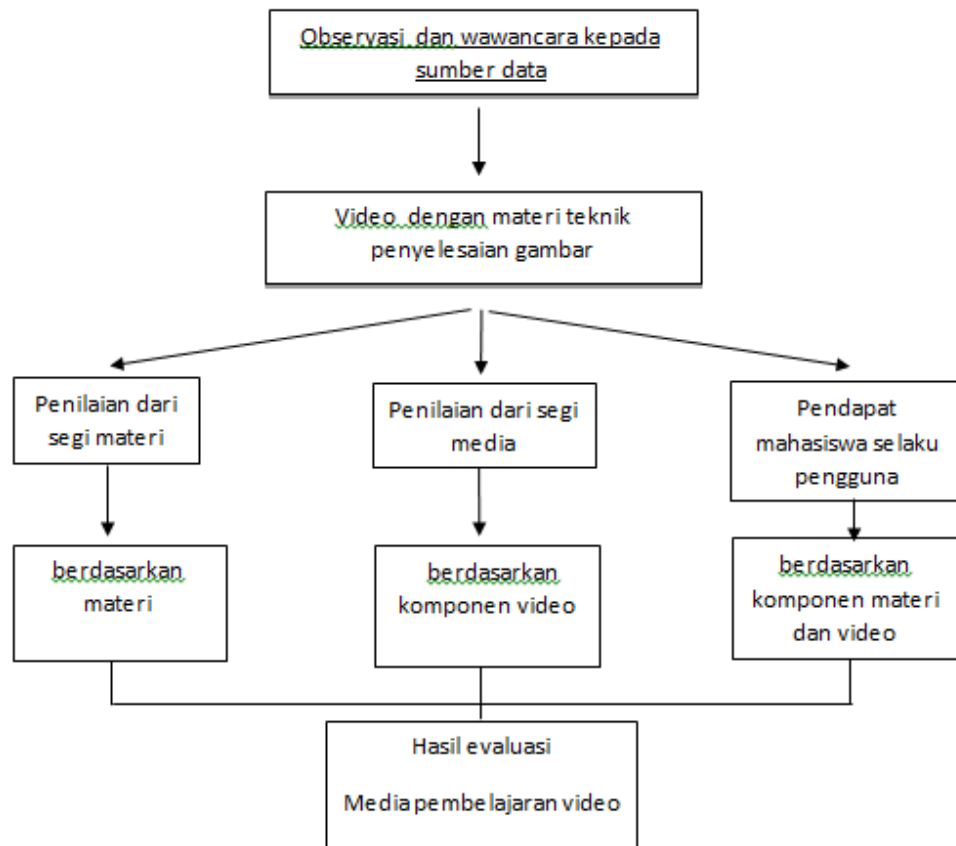 Observasi dan wawancara kepada
sumber data
Video dengan materi teknik
penyelesaian gambar
Penilaian dari
segi materi
Penilaian dari segi
media
Pendapat
mahasiswa selaku
pengguna
berdasarkan
materi
berdasarkan
komponen video
berdasarkan
komponen materi
dan video
Hasil evaluasi
Media pembelajaran video